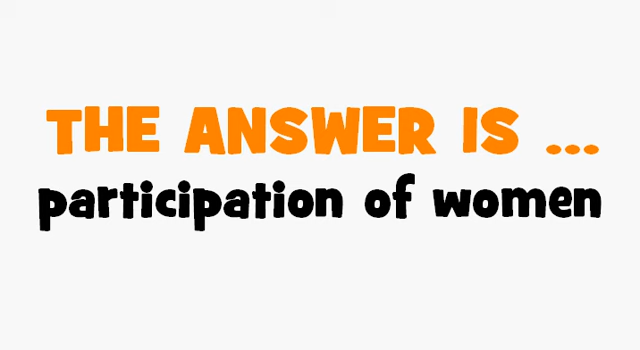 THE ANSWER IS ...
participation of women